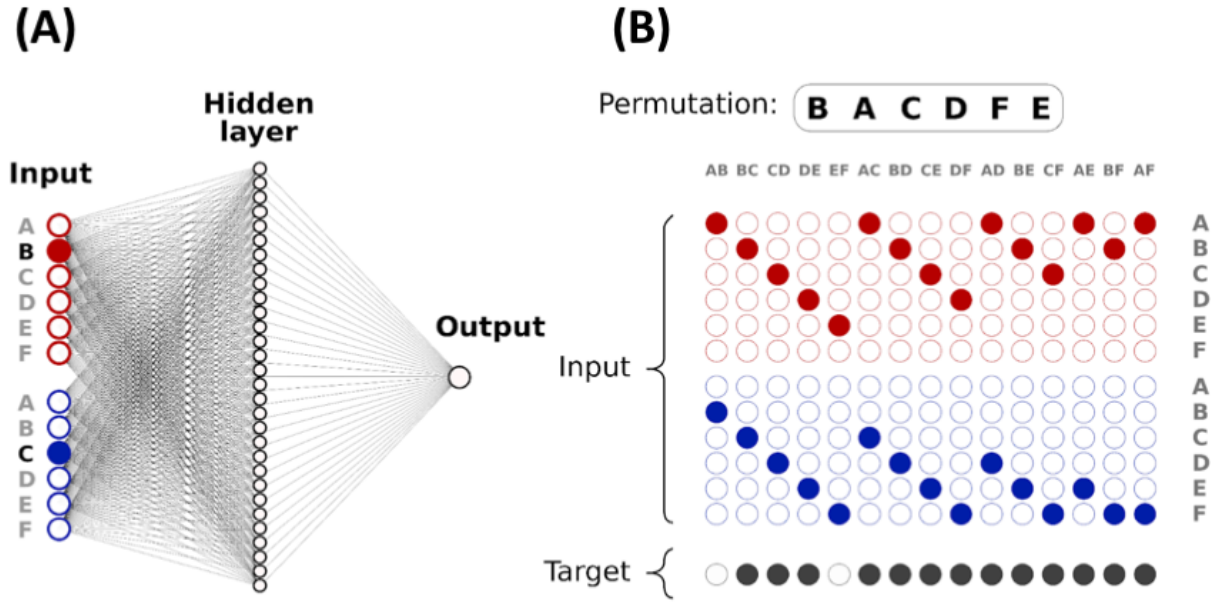 (A)
Hidden
layer
Input
A
B
C
D
E
F
A
B
C
D
E
F
Output
(B)
Permutation: B A C D F E
AB BC CD DE EF AC BD CE DF AD BE CF AE BF AF
Input
A
B
C
D
E
F
A
B
C
D
E
F
Target